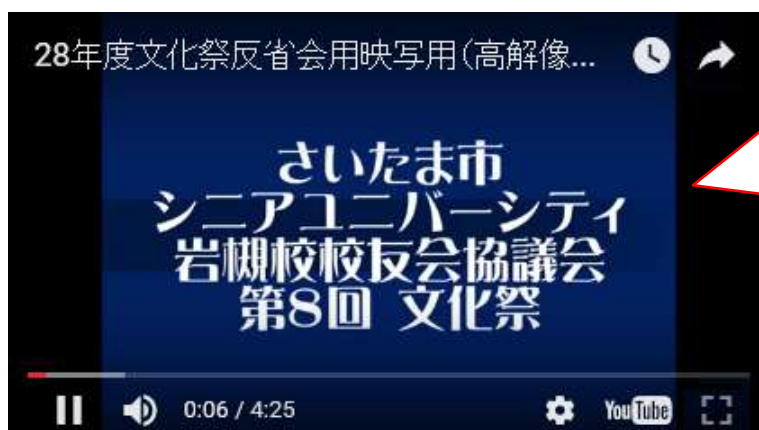 28年度文化祭反省会用映写用(高解像...
さいたま市
シニアユニバーシティ
岩槻校校友会協議会
第8回 文化祭
0:06 / 4:25
YouTube